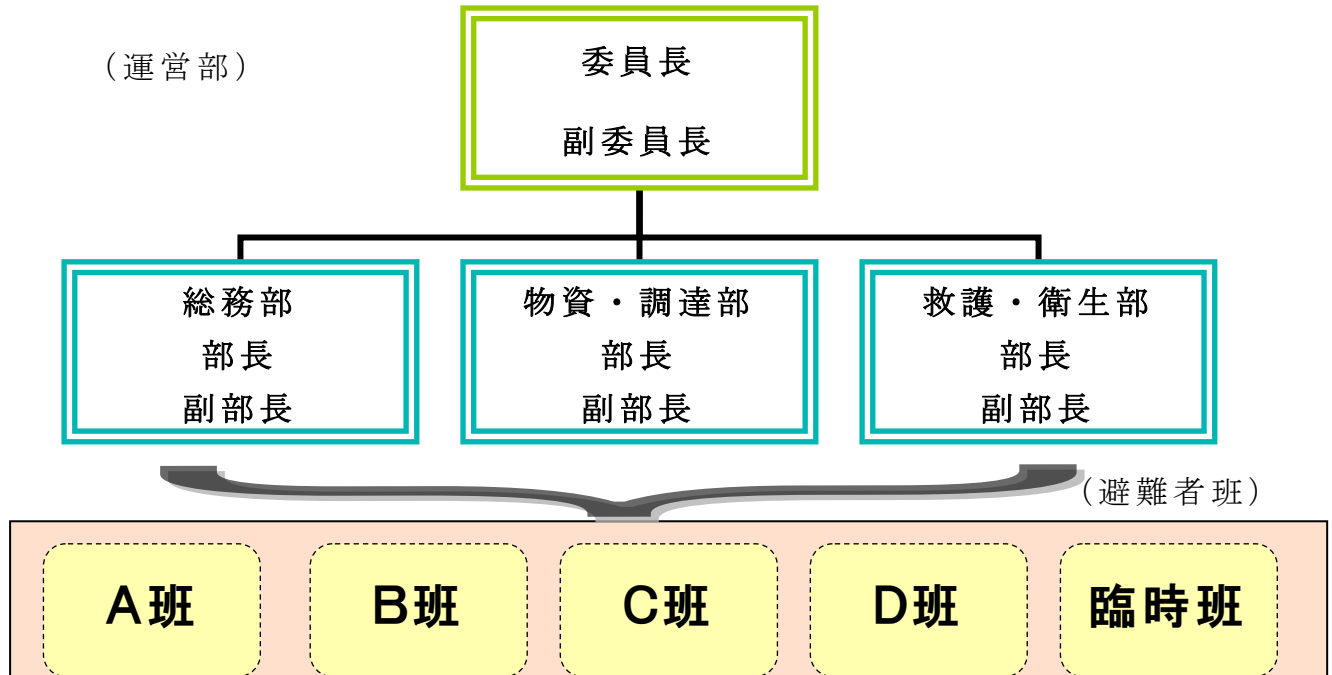 （運営部）
委員長
副委員長
総務部
部長
副部長
物資・調達部
部長
副部長
救護・衛生部
部長
副部長
（避難者班）
A班
B班
C班
D班
臨時班